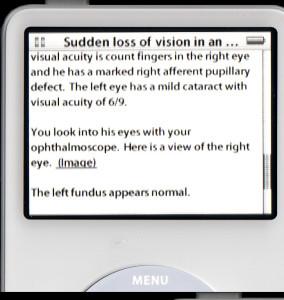 Sudden loss of vision in an ...
visual acuity is count fingers in the right eye
and he has a marked right afferent pupillary
defect. The left eye has a mild cataract with
visual acuity of 6/9.
You look into his eyes with your
ophthalmoscope. Here is a view of the right
eye. (Image)
The left fundus appears normal.
MENU